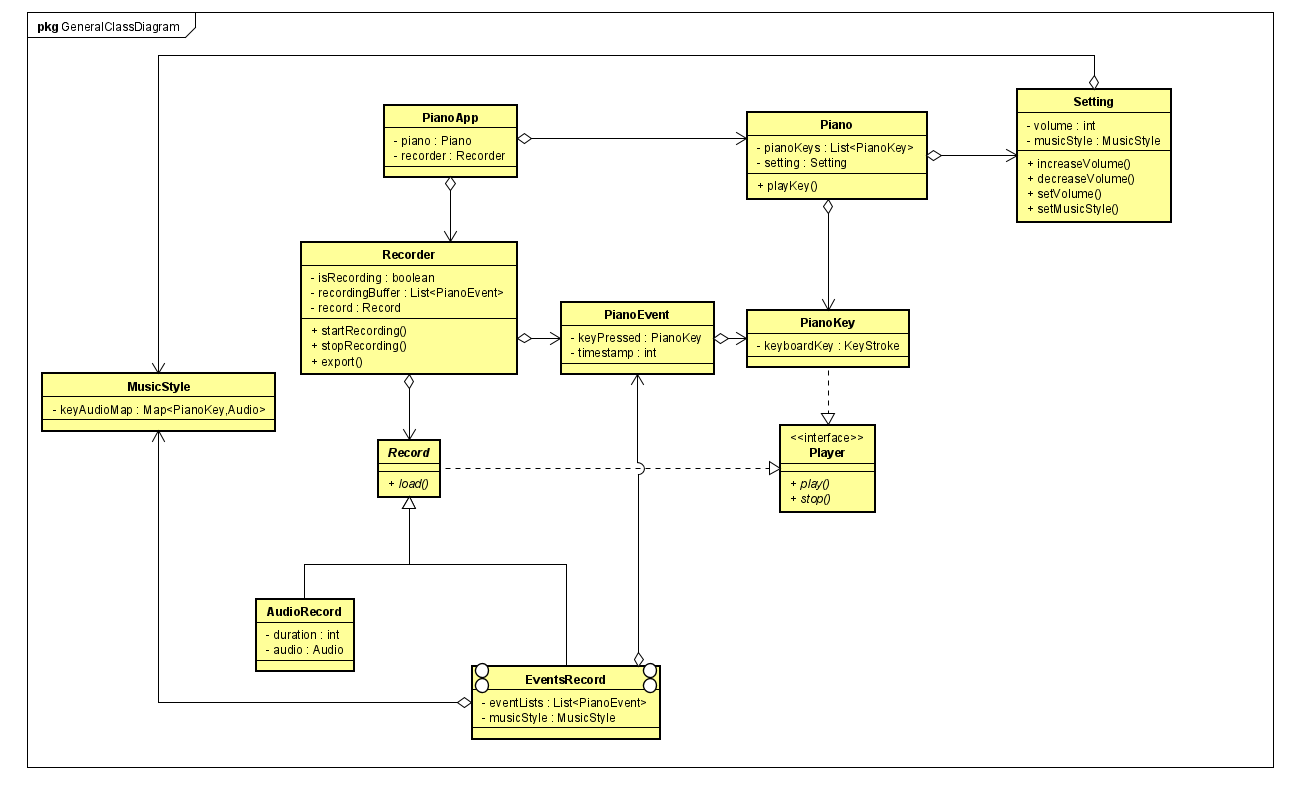 pkg GeneralClassDiagram
PianoApp
- piano : Piano
- recorder : Recorder
Piano
- pianoKeys : List<PianoKey>
- setting : Setting
+ playKey()
Setting
- volume : int
- musicStyle : MusicStyle
+ increaseVolume()
+ decreaseVolume()
+ setVolume()
+ setMusicStyle()
Recorder
- isRecording : boolean
- recordingBuffer : List<PianoEvent>
- record : Record
+ startRecording()
+ stopRecording()
+ export()
PianoEvent
- keyPressed : PianoKey
- timestamp : int
PianoKey
- keyboardKey : KeyStroke
MusicStyle
- keyAudioMap : Map<PianoKey,Audio>
Record
+ load()
<<interface>>
Player
+ play()
+ stop()
AudioRecord
- duration : int
- audio : Audio
EventsRecord
- eventLists : List<PianoEvent>
- musicStyle : MusicStyle